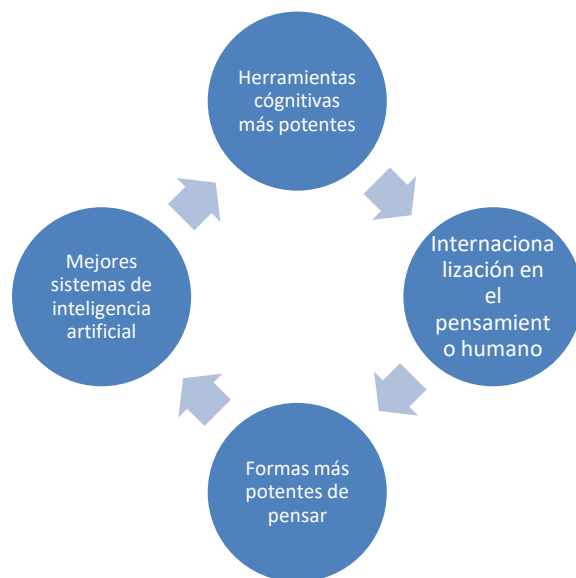 Herramientas
cógnitivas
más potentes
Internaciona
lización en
el
pensamient
o humano
Formas más
potentes de
pensar
Mejores
sistemas de
inteligencia
artificial